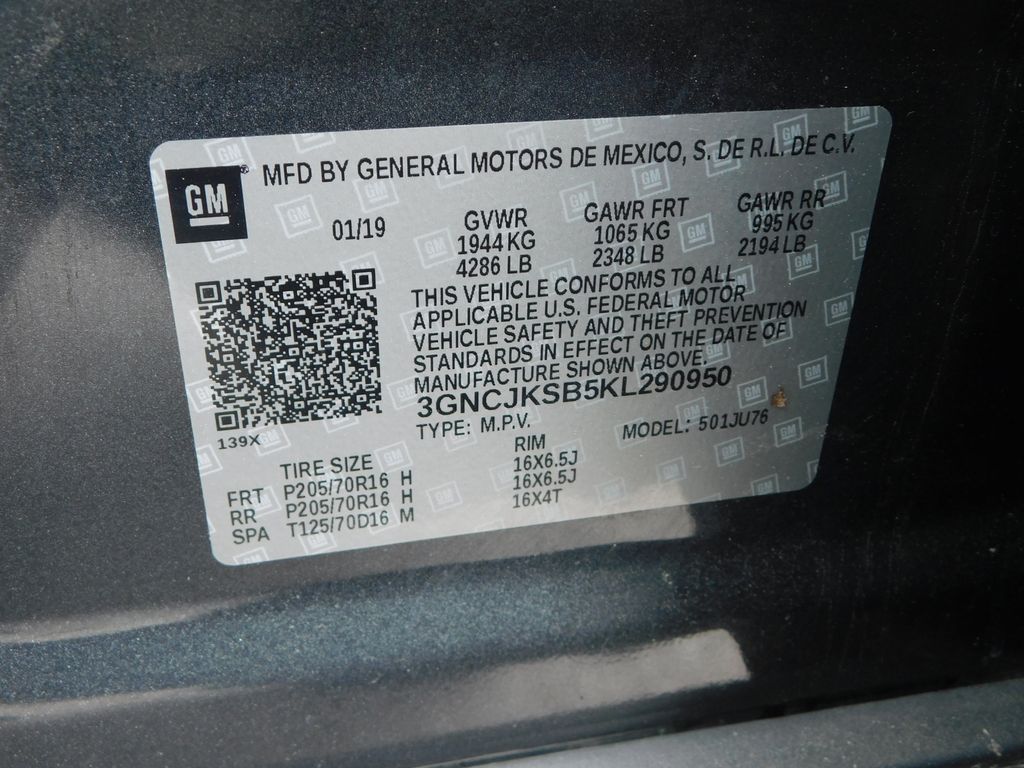 GM
MFD BY GENERAL MOTORS DE MEXICO, S. DE R.L. DE C.V.
01/19
GVWR GAWR FRT GAWR RR
1944 KG 1065 KG 995 KG
4286 LB 2348 LB 2194 LB
THIS VEHICLE CONFORMS TO ALL
APPLICABLE U.S. FEDERAL MOTOR
VEHICLE SAFETY AND THEFT PREVENTION
STANDARDS IN EFFECT ON THE DATE OF
MANUFACTURE SHOWN ABOVE.
3GNCJKSB5KL290950
TYPE: M.P.V. MODEL: 501JU76
139X
TIRE SIZE RIM
FRT P205/70R16 H 16X6.5J
RR P205/70R16 H 16X6.5J
SPA T125/70D16 M 16X4T